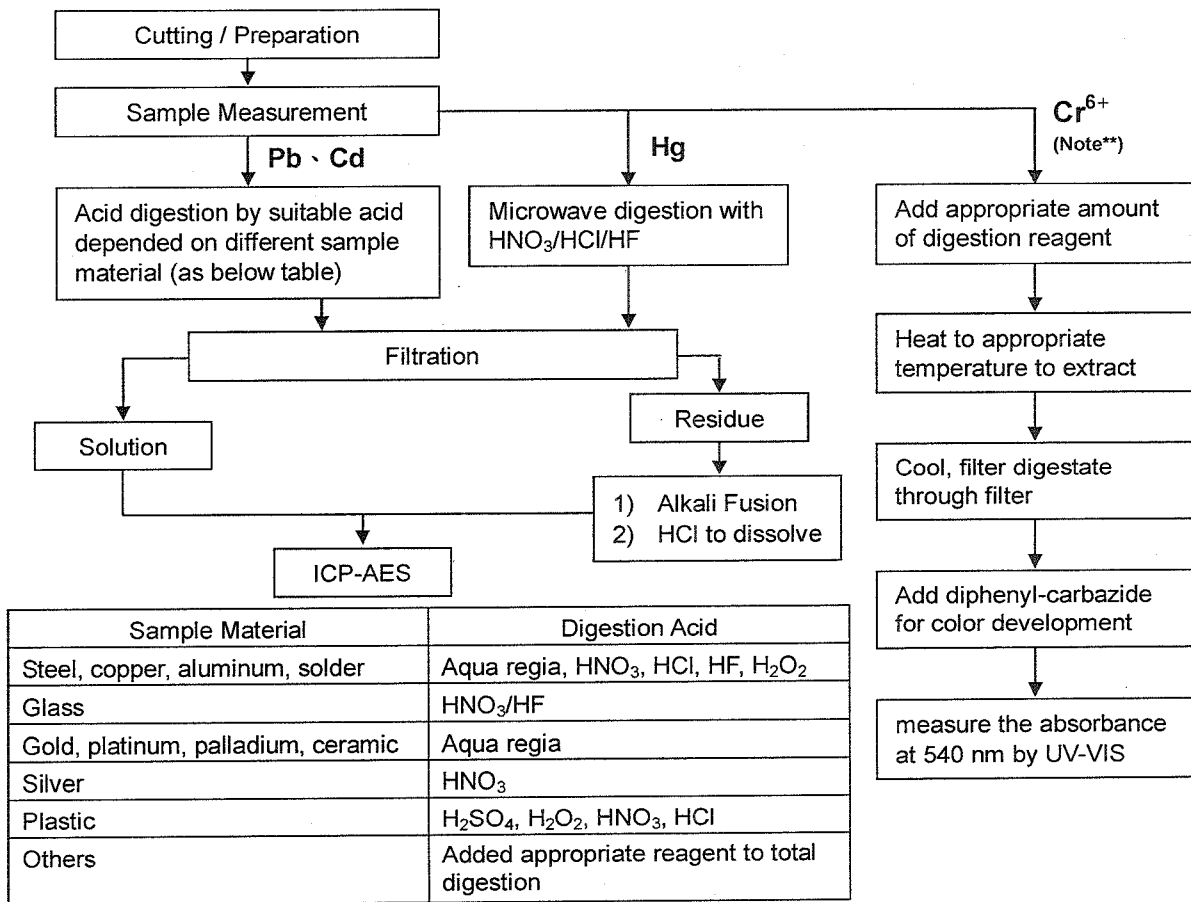 Cutting / Preparation
Sample Measurement
Pb、Cd
Hg
Cr⁶⁺
(Note**)
Acid digestion by suitable acid
depended on different sample
material (as below table)
Microwave digestion with
HNO₃/HCl/HF
Add appropriate amount
of digestion reagent
Filtration
Heat to appropriate
temperature to extract
Solution
Residue
Cool, filter digestate
through filter
1) Alkali Fusion
2) HCl to dissolve
ICP-AES
Add diphenyl-carbazide
for color development
measure the absorbance
at 540 nm by UV-VIS
Sample Material Digestion Acid
Steel, copper, aluminum, solder Aqua regia, HNO₃, HCl, HF, H₂O₂
Glass HNO₃/HF
Gold, platinum, palladium, ceramic Aqua regia
Silver HNO₃
Plastic H₂SO₄, H₂O₂, HNO₃, HCl
Others Added appropriate reagent to total
digestion